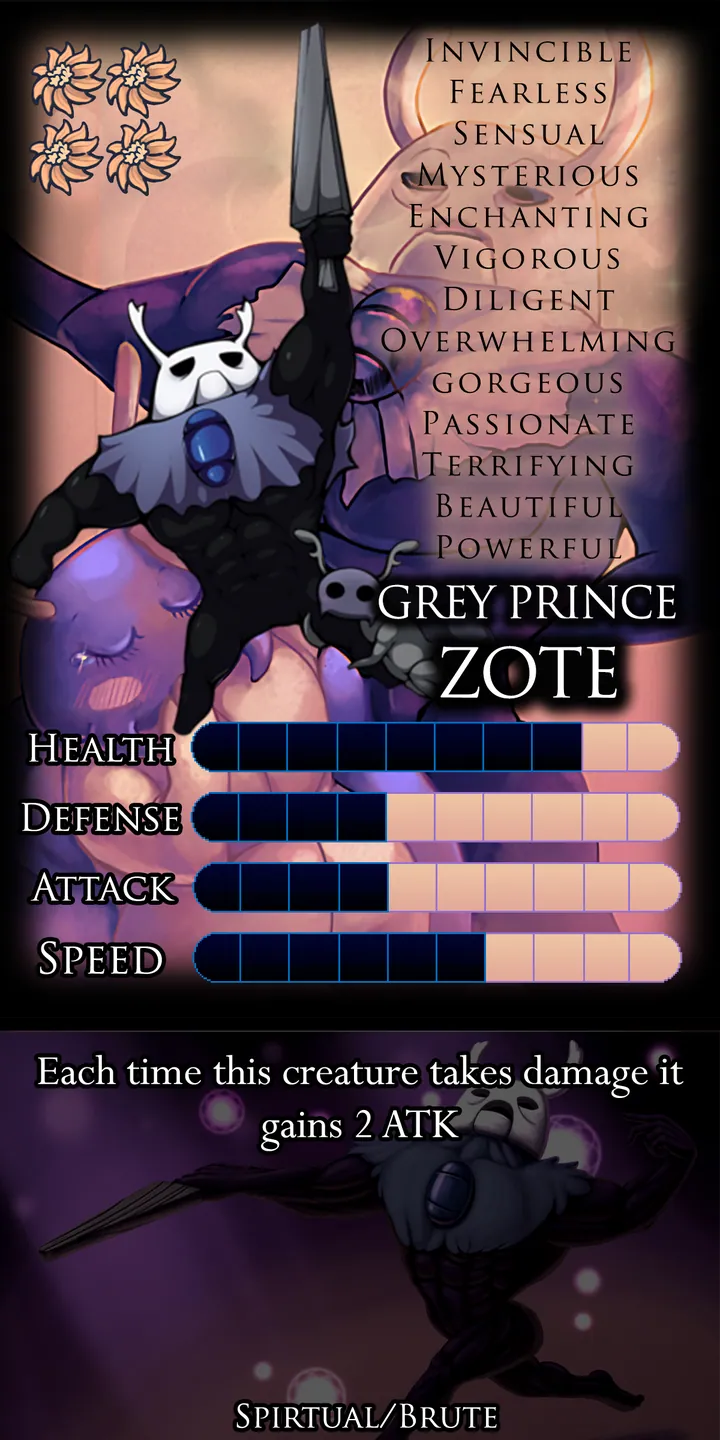 INVINCIBLE
FEARLESS
SENSUAL
MYSTERIOUS
ENCHANTING
VIGOROUS
DILIGENT
OVERWHELMING
GORGEOUS
PASSIONATE
TERRIFYING
BEAUTIFUL
POWERFUL
GREY PRINCE
ZOTE
HEALTH
DEFENSE
ATTACK
SPEED
Each time this creature takes damage it
gains 2 ATK
SPIRTUAL/BRUTE